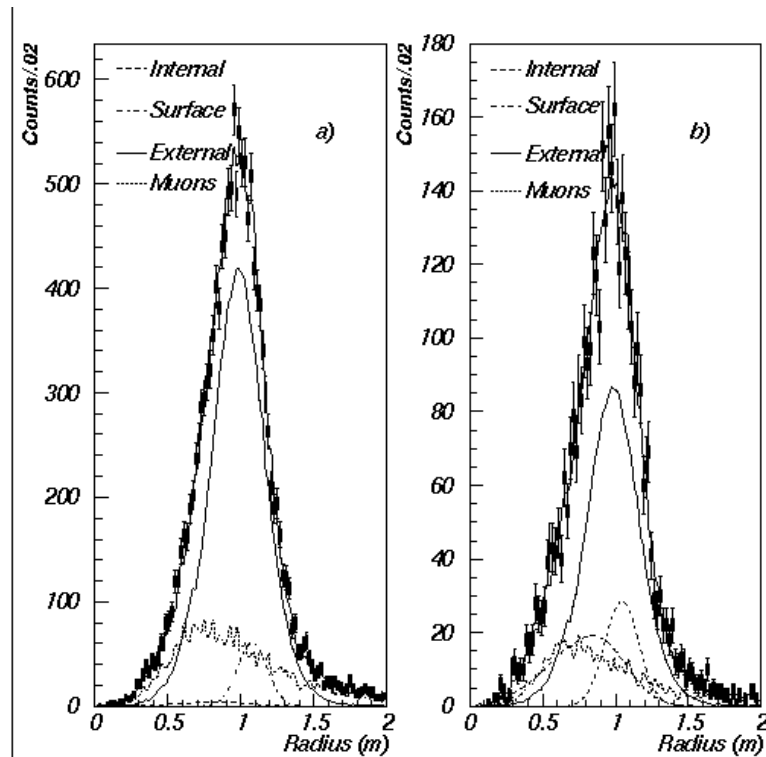 Counts/.02
600
500
400
300
200
100
0
Internal
Surface
External
Muons
a)
0 0.5 1 1.5 2
Radius (m)
Counts/.02
180
160
140
120
100
80
60
40
20
0
Internal
Surface
External
Muons
b)
0 0.5 1 1.5 2
Radius (m)